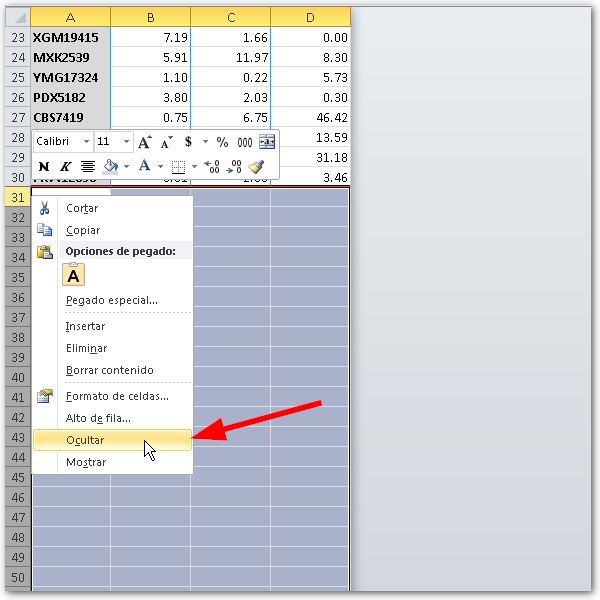 A B C D
23 XGM19415 7.19 1.66 0.00
24 MXK2539 5.91 11.97 8.30
25 YMG17324 1.10 0.22 5.73
26 PDX5182 3.80 2.03 0.30
27 CBS7419 0.75 6.75 46.42
28 13.59
Calibri 11 A A $ % 000
29 31.18
N K A
30 3.46
31
32 Cortar
33 Copiar
34 Opciones de pegado:
35 A
36 Pegado especial...
37 Insertar
38 Eliminar
39
40 Borrar contenido
41 Formato de celdas...
42 Alto de fila...
43 Ocultar
44 Mostrar
45
46
47
48
49
50